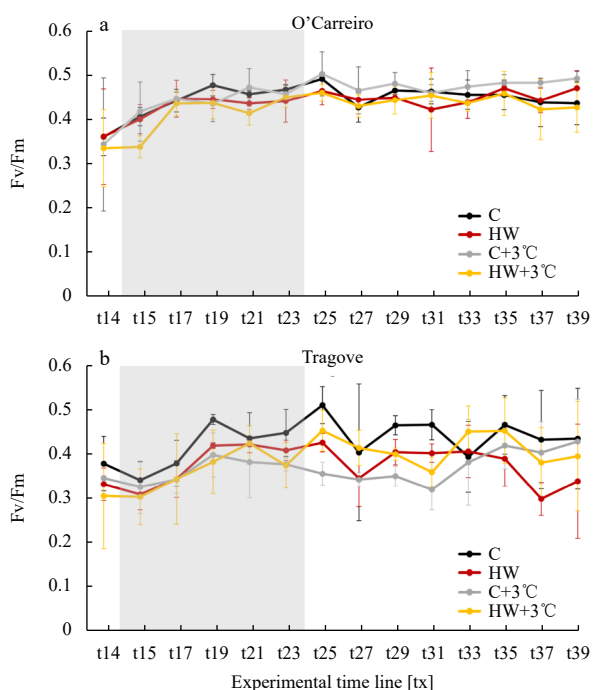 a
O’Carreiro
0.6
0.5
0.4
0.3
0.2
0.1
0
Fv/Fm
C
HW
C+3℃
HW+3℃
t14 t15 t17 t19 t21 t23 t25 t27 t29 t31 t33 t35 t37 t39
b
Tragove
0.6
0.5
0.4
0.3
0.2
0.1
0
Fv/Fm
C
HW
C+3℃
HW+3℃
t14 t15 t17 t19 t21 t23 t25 t27 t29 t31 t33 t35 t37 t39
Experimental time line [tx]